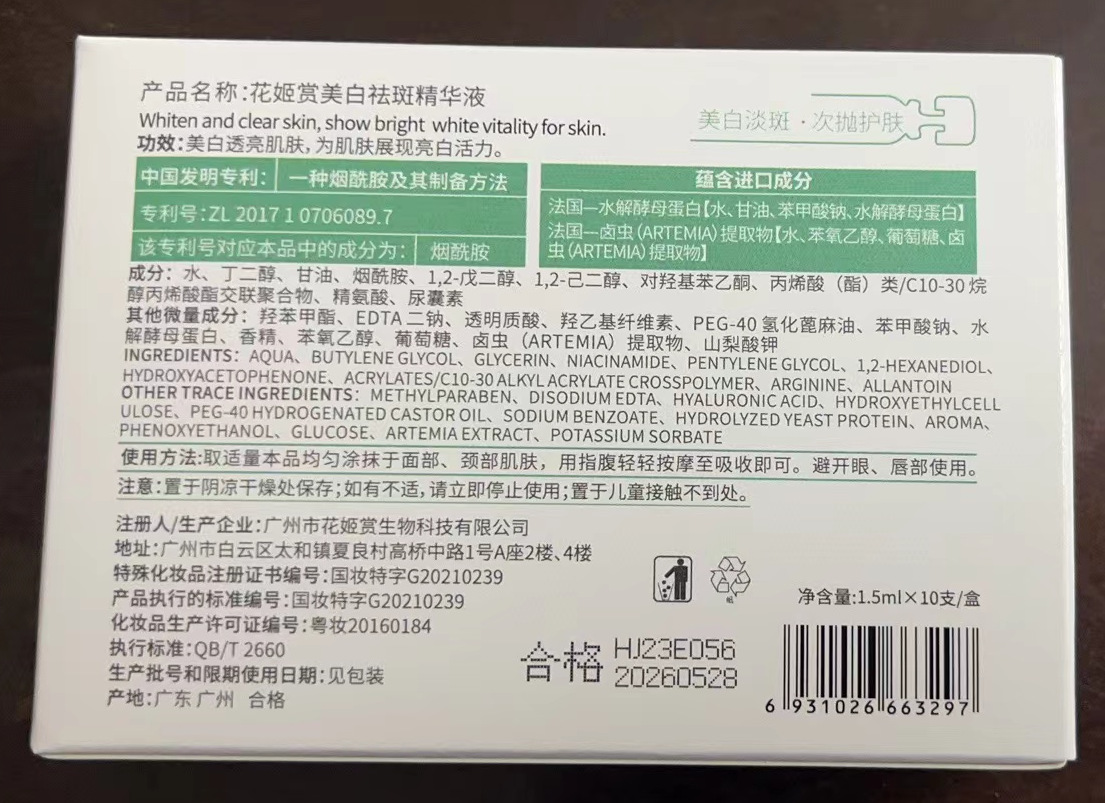 产品名称:花姬赏美白祛斑精华液
Whiten and clear skin, show bright white vitality for skin.
功效:美白透亮肌肤,为肌肤展现亮白活力。
美白淡斑·次抛护肤
中国发明专利: 一种烟酰胺及其制备方法
专利号:ZL 2017 1 0706089.7
该专利号对应本品中的成分为: 烟酰胺
蕴含进口成分
法国—水解酵母蛋白【水、甘油、苯甲酸钠、水解酵母蛋白】
法国—卤虫(ARTEMIA)提取物【水、苯氧乙醇、葡萄糖、卤
虫(ARTEMIA)提取物】
成分:水、丁二醇、甘油、烟酰胺、1,2-戊二醇、1,2-己二醇、对羟基苯乙酮、丙烯酸(酯)类/C10-30 烷
醇丙烯酸酯交联聚合物、精氨酸、尿囊素
其他微量成分:羟苯甲酯、EDTA 二钠、透明质酸、羟乙基纤维素、PEG-40 氢化蓖麻油、苯甲酸钠、水
解酵母蛋白、香精、苯氧乙醇、葡萄糖、卤虫(ARTEMIA)提取物、山梨酸钾
INGREDIENTS:AQUA、BUTYLENE GLYCOL、GLYCERIN、NIACINAMIDE、PENTYLENE GLYCOL、1,2-HEXANEDIOL、
HYDROXYACETOPHENONE、ACRYLATES/C10-30 ALKYL ACRYLATE CROSSPOLYMER、ARGININE、ALLANTOIN
OTHER TRACE INGREDIENTS:METHYLPARABEN、DISODIUM EDTA、HYALURONIC ACID、HYDROXYETHYLCELL
ULOSE、PEG-40 HYDROGENATED CASTOR OIL、SODIUM BENZOATE、HYDROLYZED YEAST PROTEIN、AROMA、
PHENOXYETHANOL、GLUCOSE、ARTEMIA EXTRACT、POTASSIUM SORBATE
使用方法:取适量本品均匀涂抹于面部、颈部肌肤,用指腹轻轻按摩至吸收即可。避开眼、唇部使用。
注意:置于阴凉干燥处保存;如有不适,请立即停止使用;置于儿童接触不到处。
注册人/生产企业:广州市花姬赏生物科技有限公司
地址:广州市白云区太和镇夏良村高桥中路1号A座2楼、4楼
特殊化妆品注册证书编号:国妆特字G20210239
产品执行的标准编号:国妆特字G20210239
化妆品生产许可证编号:粤妆20160184
执行标准:QB/T 2660
生产批号和限期使用日期:见包装
产地:广东 广州 合格
纸
净含量:1.5ml×10支/盒
合格 HJ23E056
20260528
6 931026 663297